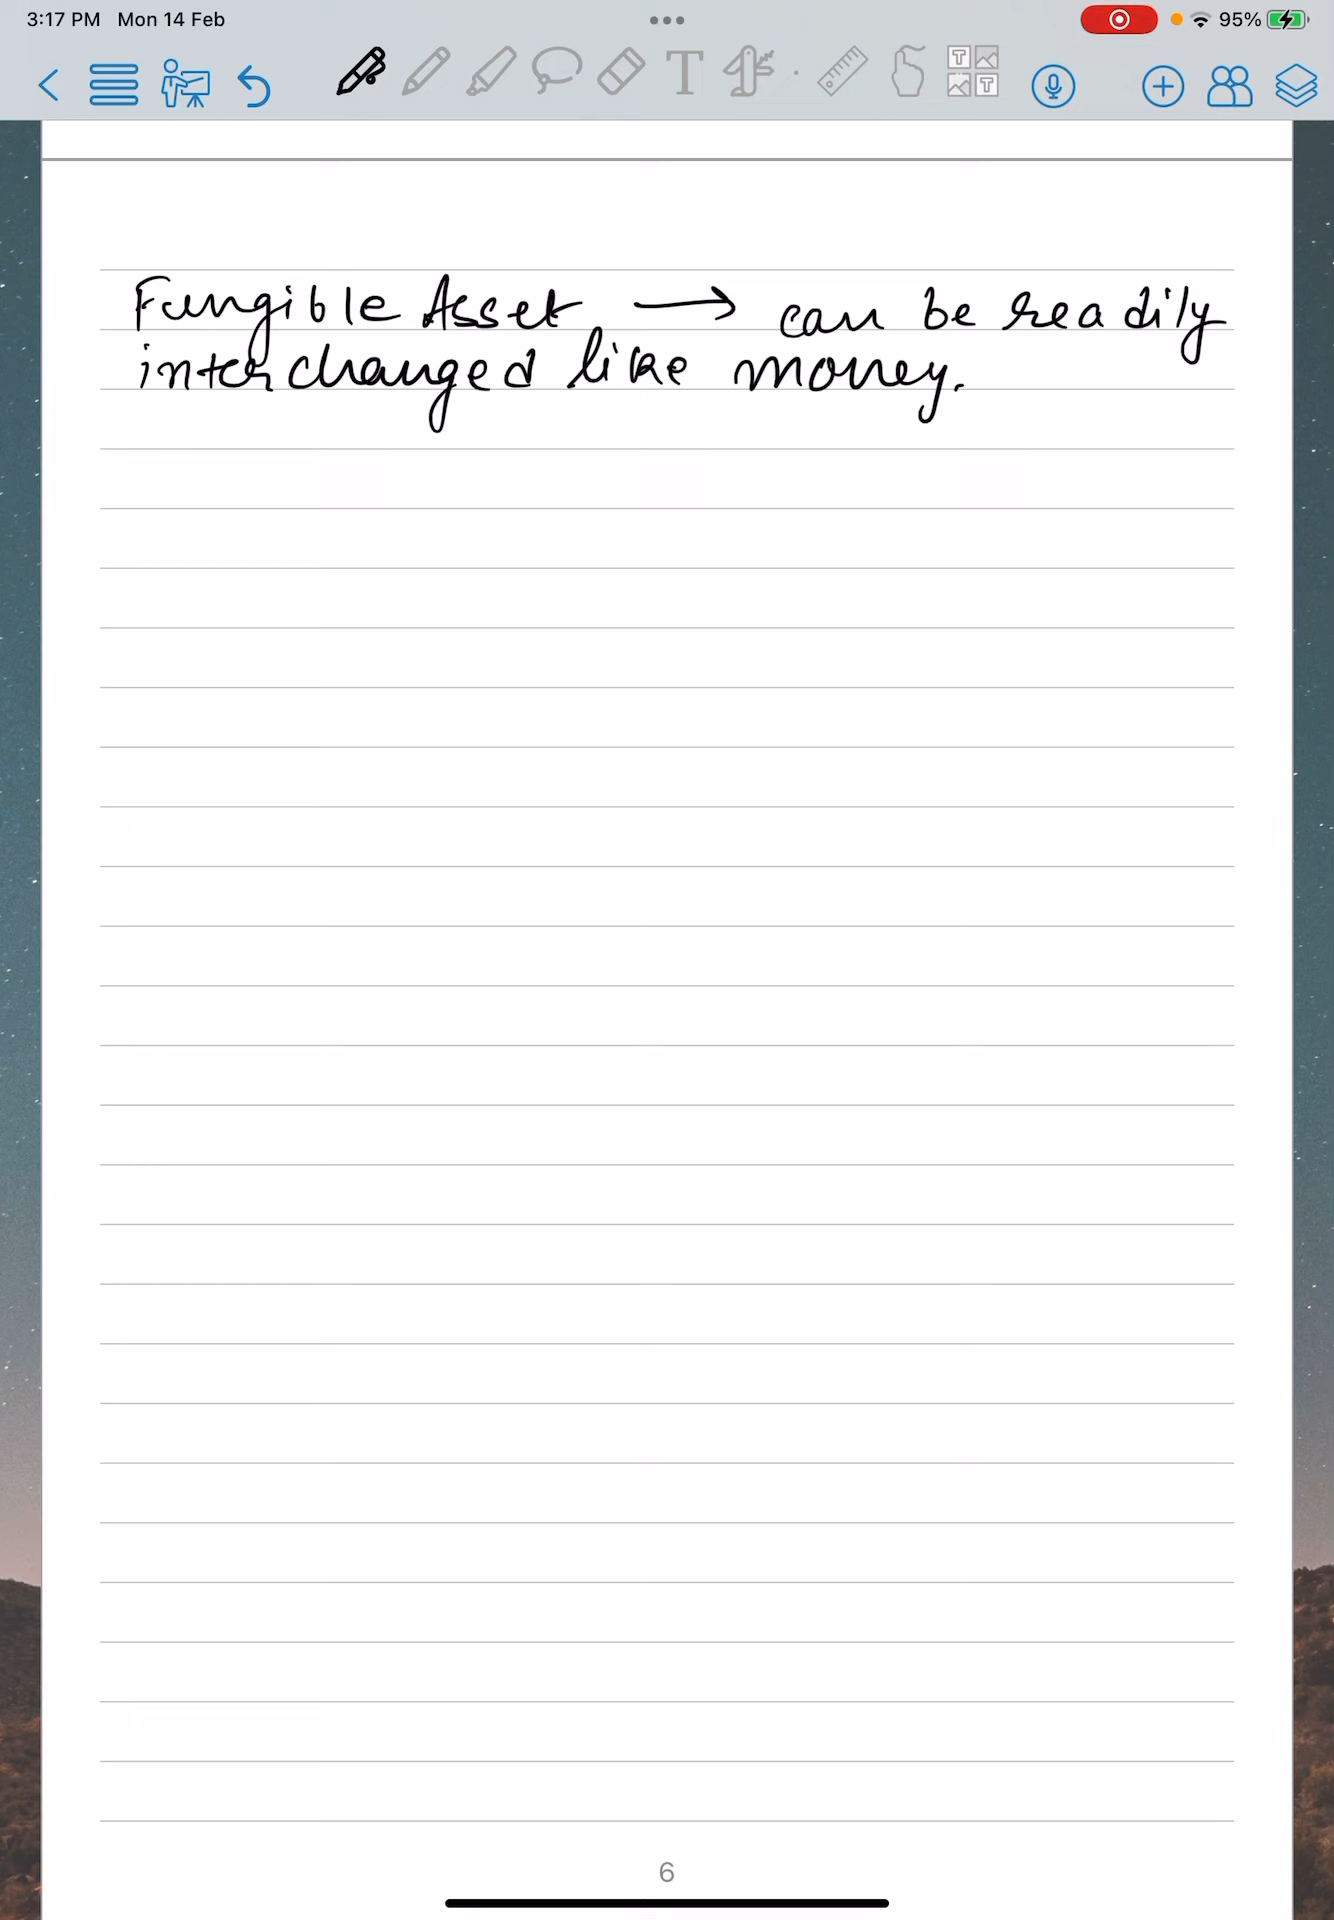 3:17 PM Mon 14 Feb
95%
T
T
T
Fungible Asset → can be readily
interchanged like money.
6